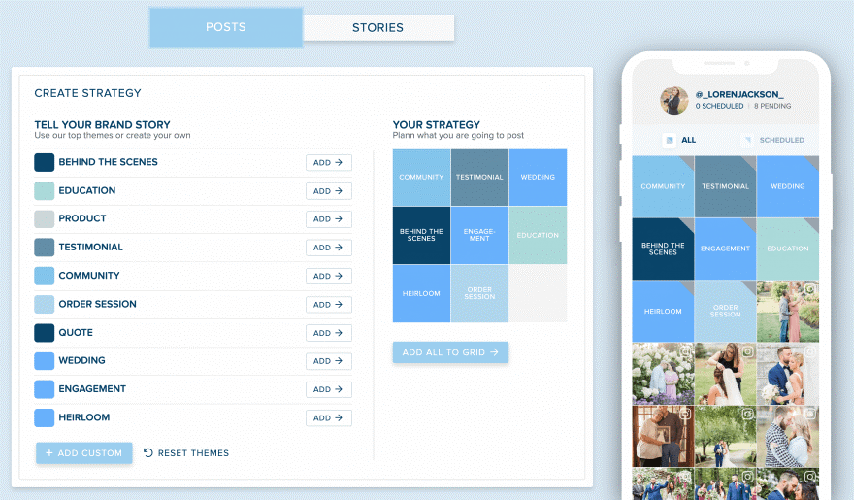 POSTS
STORIES
CREATE STRATEGY
TELL YOUR BRAND STORY
Use our top themes or create your own
BEHIND THE SCENES
ADD →
EDUCATION
ADD →
PRODUCT
ADD →
TESTIMONIAL
ADD →
COMMUNITY
ADD →
ORDER SESSION
ADD →
QUOTE
ADD →
WEDDING
ADD →
ENGAGEMENT
ADD →
HEIRLOOM
ADD →
+ ADD CUSTOM
RESET THEMES
YOUR STRATEGY
Plann what you are going to post
COMMUNITY
TESTIMONIAL
WEDDING
BEHIND THE
SCENES
ENGAGE-
MENT
EDUCATION
HEIRLOOM
ORDER
SESSION
ADD ALL TO GRID →
@_LORENJACKSON_
0 SCHEDULED | 8 PENDING
ALL
SCHEDULED
COMMUNITY
TESTIMONIAL
WEDDING
BEHIND THE
SCENES
ENGAGEMENT
EDUCATION
HEIRLOOM
ORDER
SESSION